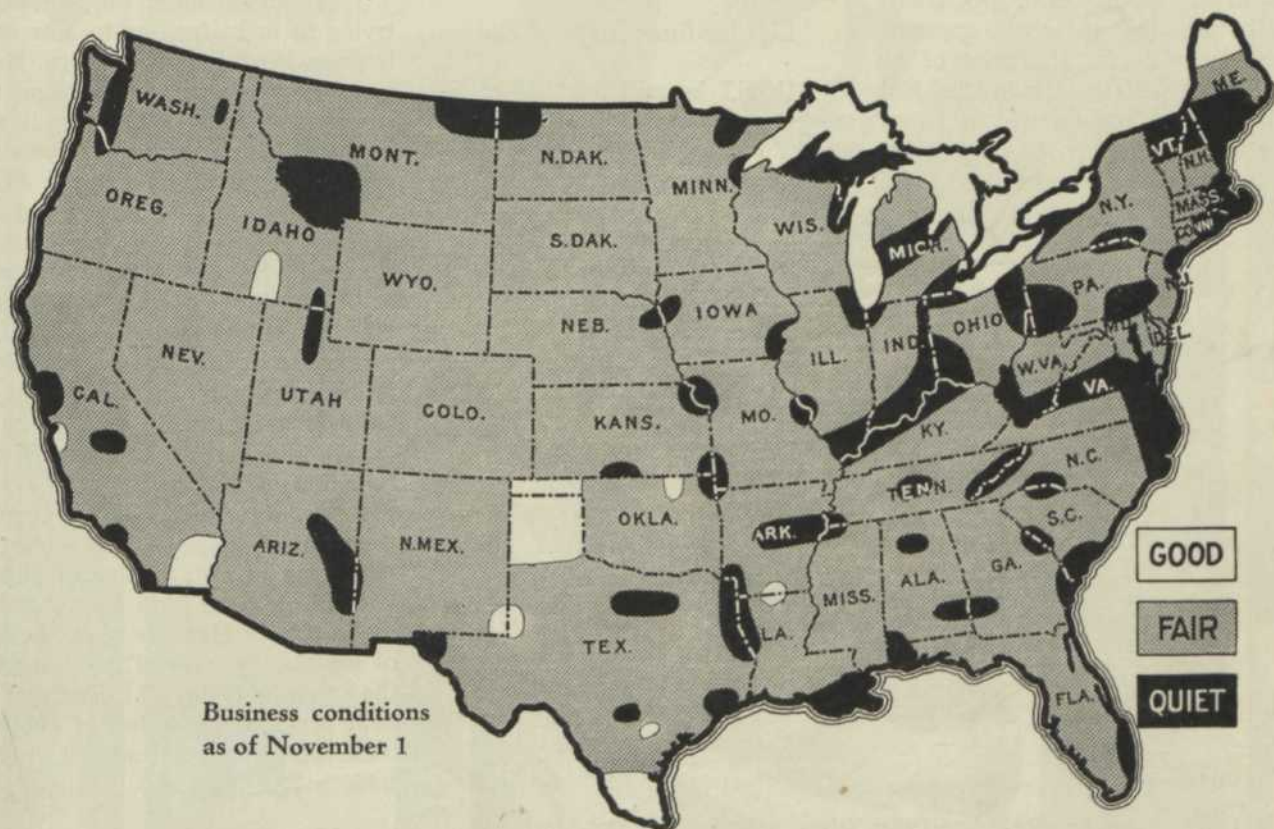 WASH.
MONT.
N.DAK.
MINN.
OREG.
IDAHO
S.DAK.
WIS.
MICH.
N.Y.
VT.
N.H.
ME.
MASS.
CONN.
WYO.
NEB.
IOWA
ILL.
IND.
OHIO
PA.
N.J.
MD.
DEL.
W.VA.
VA.
NEV.
UTAH
COLO.
KANS.
MO.
KY.
CAL.
ARIZ.
N.MEX.
OKLA.
ARK.
TENN.
N.C.
S.C.
TEX.
LA.
MISS.
ALA.
GA.
FLA.
GOOD
FAIR
QUIET
Business conditions
as of November 1